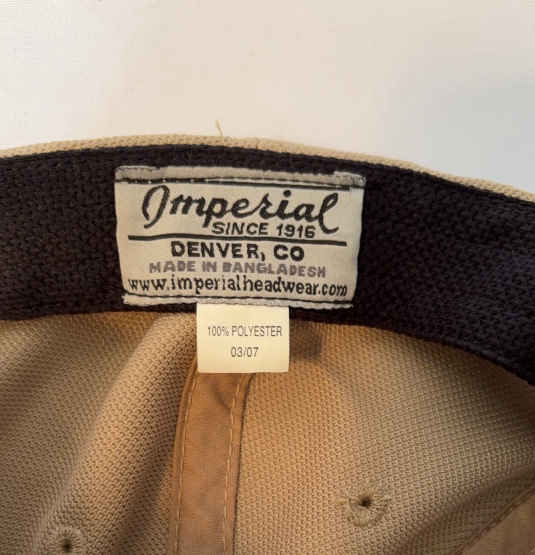 Imperial
SINCE 1916
DENVER, CO
MADE IN BANGLADESH
www.imperialheadwear.com
100% POLYESTER
03/07